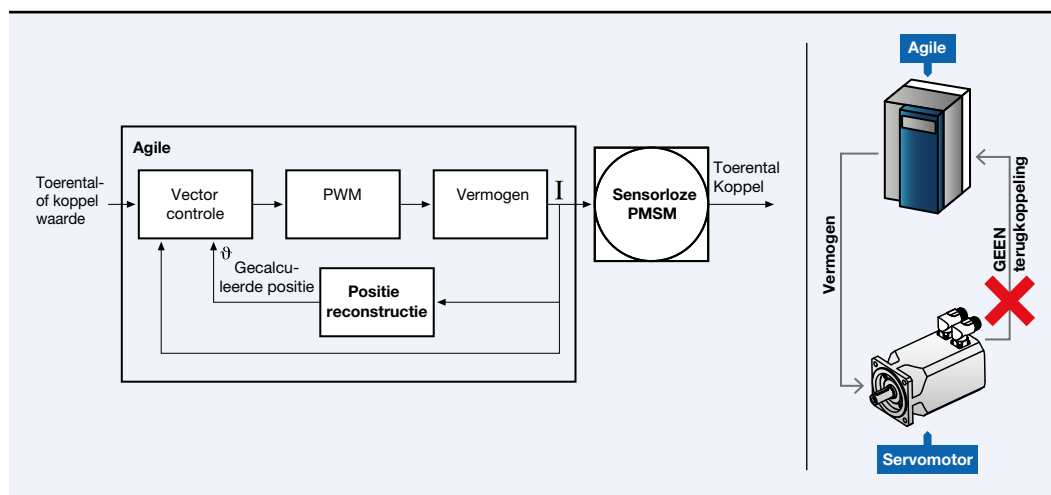 Agile
Toerental-
of koppel
waarde
Vector
controle
PWM
Vermogen
I
Sensorloze
PMSM
Toerental
Koppel
ϑ
Gecalcu-
leerde positie
Positie
reconstructie
Agile
Vermogen
GEEN
terugkoppeling
Servomotor